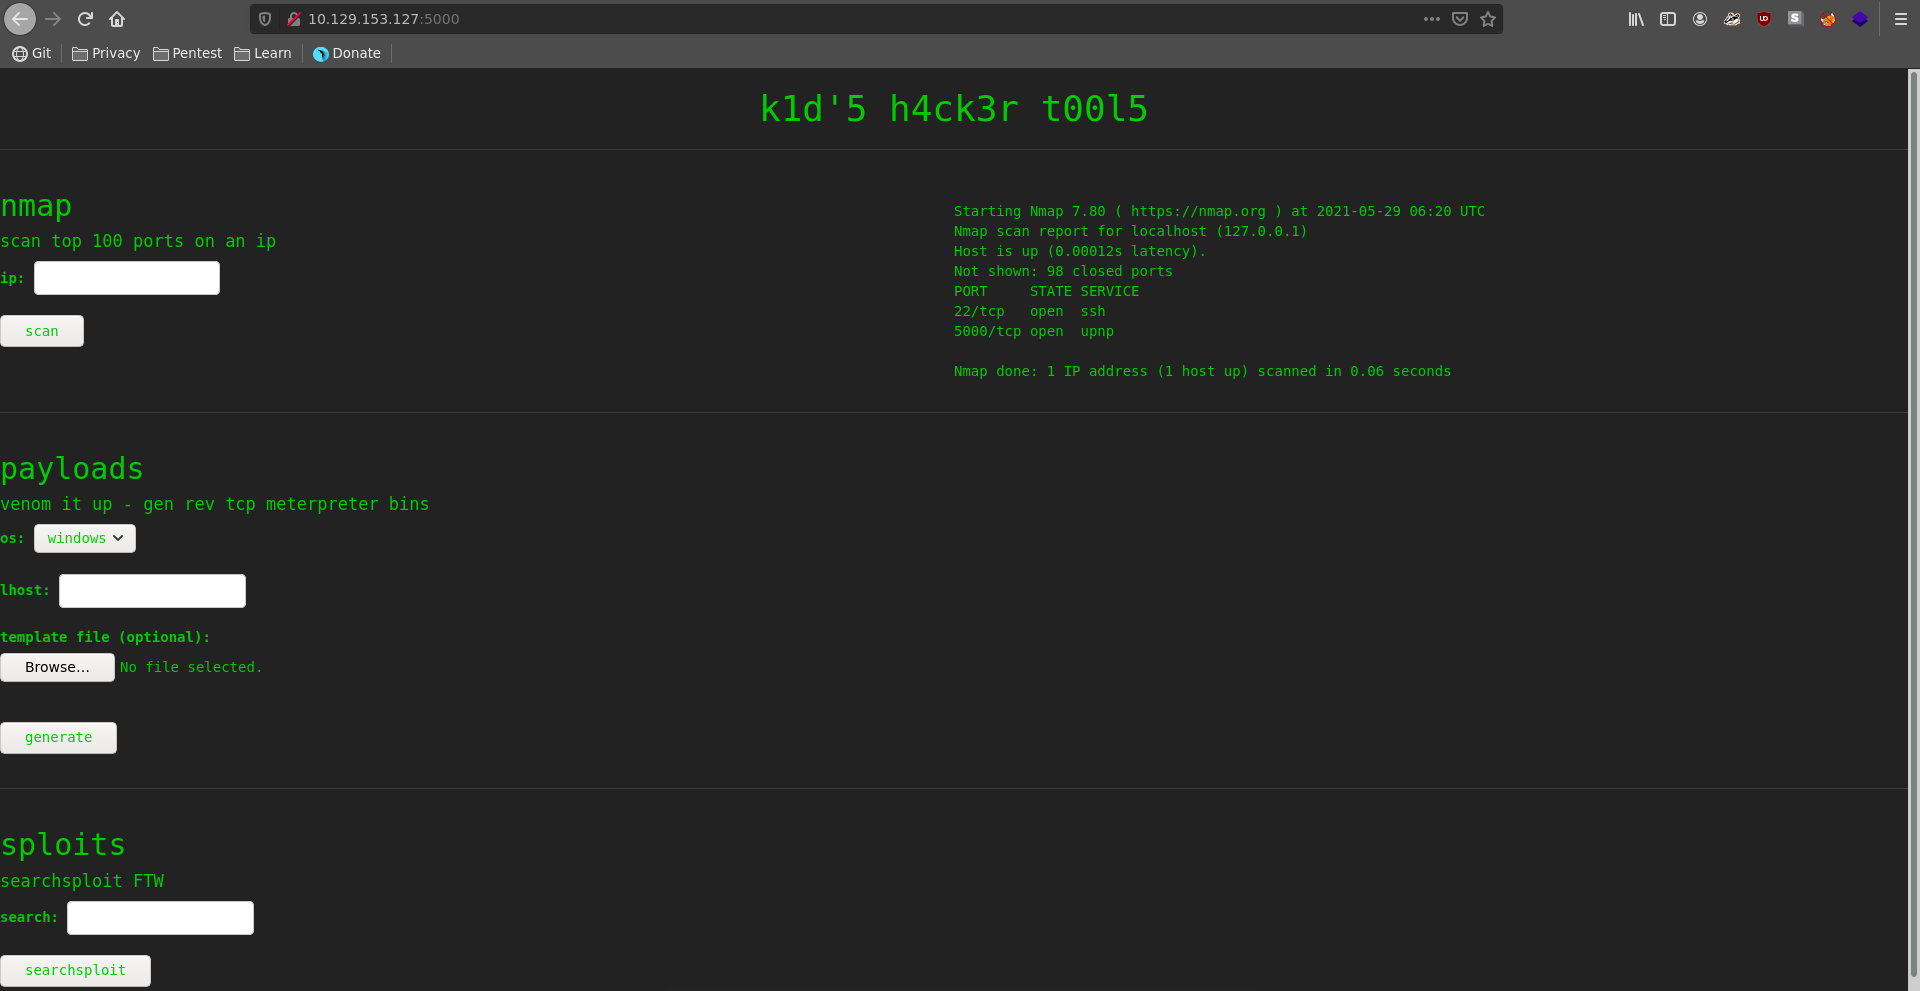 10.129.153.127:5000
Git Privacy Pentest Learn Donate
k1d'5 h4ck3r t00l5
nmap
scan top 100 ports on an ip
ip:
scan
Starting Nmap 7.80 ( https://nmap.org ) at 2021-05-29 06:20 UTC
Nmap scan report for localhost (127.0.0.1)
Host is up (0.00012s latency).
Not shown: 98 closed ports
PORT     STATE SERVICE
22/tcp   open  ssh
5000/tcp open  upnp
Nmap done: 1 IP address (1 host up) scanned in 0.06 seconds
payloads
venom it up - gen rev tcp meterpreter bins
os: windows
lhost:
template file (optional):
Browse... No file selected.
generate
sploits
searchsploit FTW
search:
searchsploit